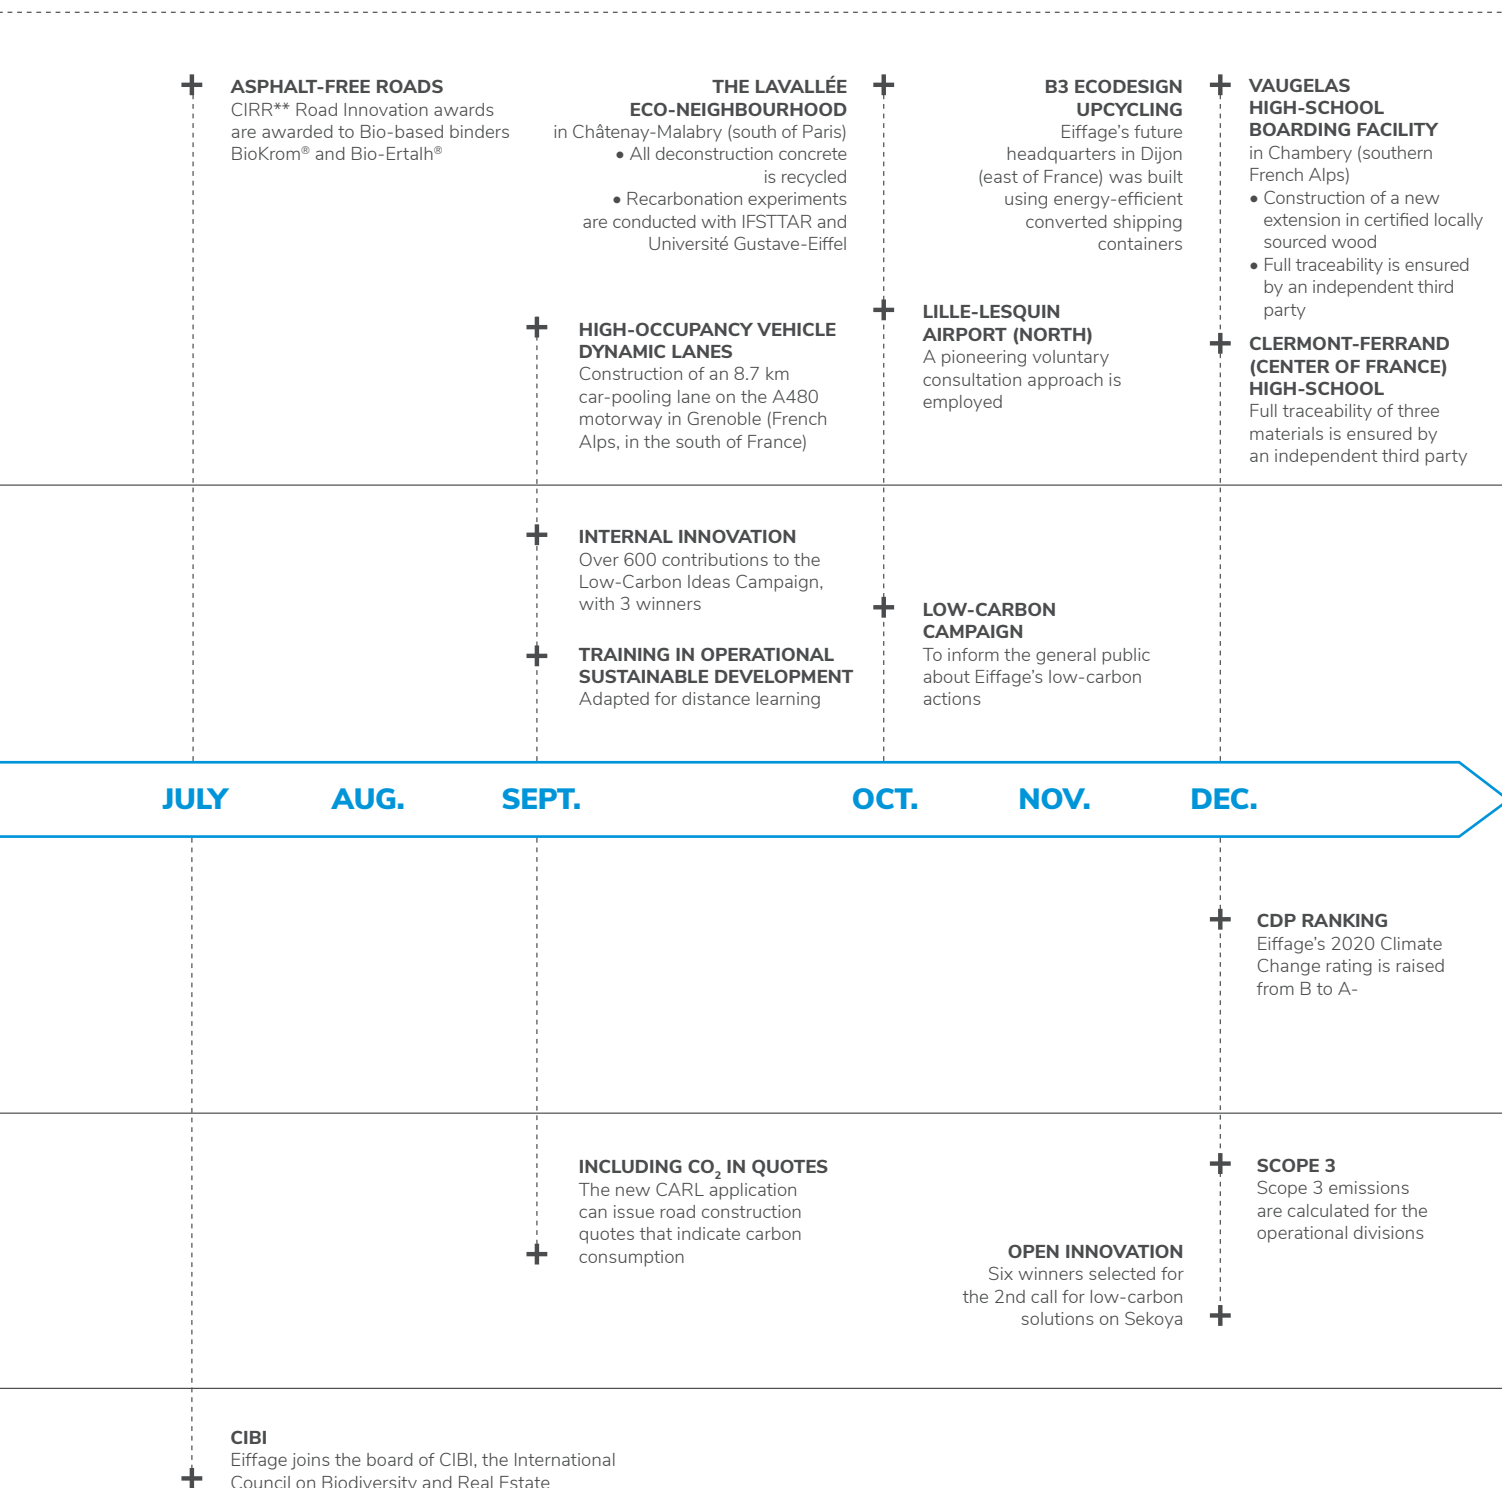 ASPHALT-FREE ROADS
CIRR** Road Innovation awards
are awarded to Bio-based binders
BioKrom® and Bio-Ertalh®
THE LAVALLÉE
ECO-NEIGHBOURHOOD
in Châtenay-Malabry (south of Paris)
• All deconstruction concrete
is recycled
• Recarbonation experiments
are conducted with IFSTTAR and
Université Gustave-Eiffel
B3 ECODESIGN
UPCYCLING
Eiffage’s future
headquarters in Dijon
(east of France) was built
using energy-efficient
converted shipping
containers
VAUGELAS
HIGH-SCHOOL
BOARDING FACILITY
in Chambery (southern
French Alps)
• Construction of a new
extension in certified locally
sourced wood
• Full traceability is ensured
by an independent third
party
HIGH-OCCUPANCY VEHICLE
DYNAMIC LANES
Construction of an 8.7 km
car-pooling lane on the A480
motorway in Grenoble (French
Alps, in the south of France)
LILLE-LESQUIN
AIRPORT (NORTH)
A pioneering voluntary
consultation approach is
employed
CLERMONT-FERRAND
(CENTER OF FRANCE)
HIGH-SCHOOL
Full traceability of three
materials is ensured by
an independent third party
INTERNAL INNOVATION
Over 600 contributions to the
Low-Carbon Ideas Campaign,
with 3 winners
TRAINING IN OPERATIONAL
SUSTAINABLE DEVELOPMENT
Adapted for distance learning
LOW-CARBON
CAMPAIGN
To inform the general public
about Eiffage’s low-carbon
actions
JULY AUG. SEPT. OCT. NOV. DEC.
CDP RANKING
Eiffage’s 2020 Climate
Change rating is raised
from B to A-
INCLUDING CO₂ IN QUOTES
The new CARL application
can issue road construction
quotes that indicate carbon
consumption
SCOPE 3
Scope 3 emissions
are calculated for the
operational divisions
OPEN INNOVATION
Six winners selected for
the 2nd call for low-carbon
solutions on Sekoya
CIBI
Eiffage joins the board of CIBI, the International
Council on Biodiversity and Real Estate